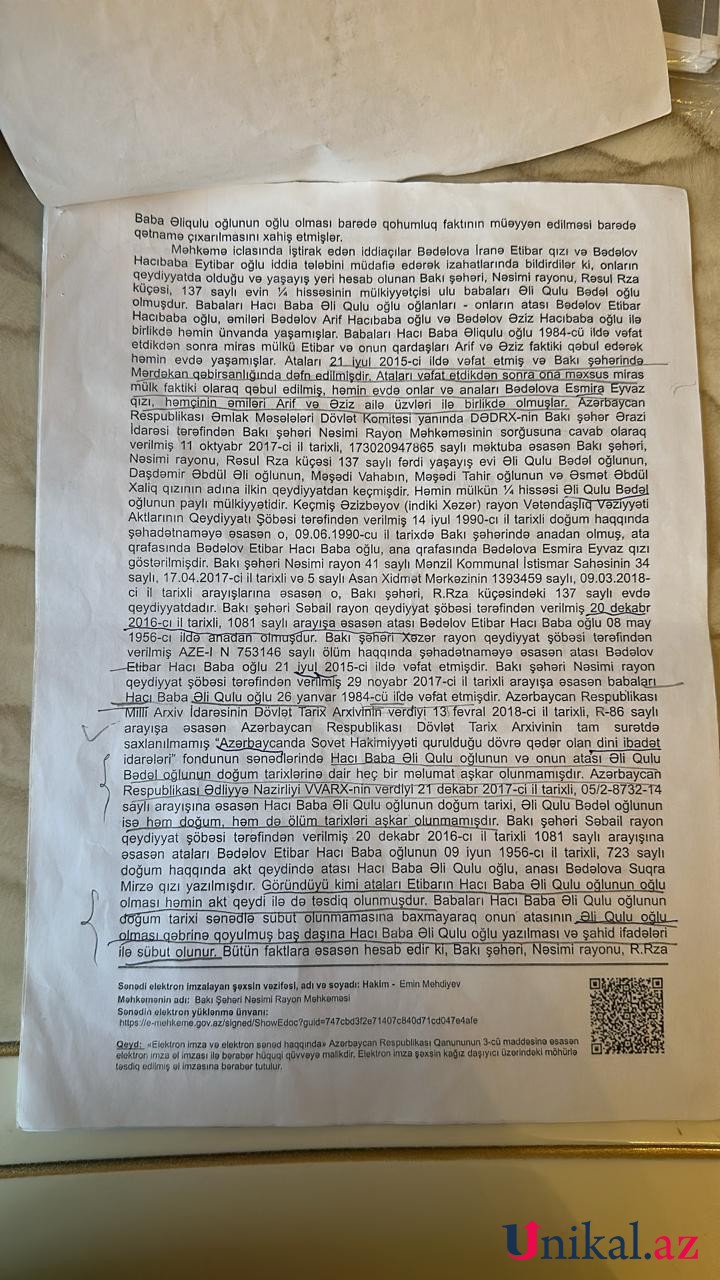 Baba Əliqulu oğlunun oğlu olması barədə qohumluq faktının müəyyən edilməsi barədə
qətnamə çıxarılmasını xahiş etmişlər.
Məhkəmə iclasında iştirak edən iddiaçılar Bədəlova İranə Etibar qızı və Bədəlov
Hacıbaba Eytibar oğlu iddia tələbini müdafiə edərək izahatlarında bildirdilər ki, onların
qeydiyyatda olduğu və yaşayış yeri hesab olunan Bakı şəhəri, Nəsimi rayonu, Rəsul Rza
küçəsi, 137 saylı evin ¼ hissəsinin mülkiyyətçisi ulu babaları Əli Qulu Bədəl oğlu
olmuşdur. Babaları Hacı Baba Əli Qulu oğlu oğlanları - onların atası Bədəlov Etibar
Hacıbaba oğlu, əmiləri Bədəlov Arif Hacıbaba oğlu və Bədəlov Əziz Hacıbaba oğlu ilə
birlikdə həmin ünvanda yaşamışlar. Babaları Hacı Baba Əliqulu oğlu 1984-cü ildə vəfat
etdikdən sonra miras mülkü Etibar və onun qardaşları Arif və Əziz faktiki qəbul edərək
həmin evdə yaşamışlar. Ataları 21 iyul 2015-ci ildə vəfat etmiş və Bakı şəhərində
Mərdəkan qəbirsanlığında dəfn edilmişdir. Ataları vəfat etdikdən sonra ona məxsus miras
mülk faktiki olaraq qəbul edilmiş, həmin evdə onlar və anaları Bədəlova Esmira Eyvaz
qızı, həmçinin əmiləri Arif və Əziz ailə üzvləri ilə birlikdə olmuşlar. Azərbaycan
Respublikası Əmlak Məsələləri Dövlət Komitəsi yanında DƏDRX-nin Bakı şəhər Ərazi
İdarəsi tərəfindən Bakı şəhəri Nəsimi Rayon Məhkəməsinin sorğusuna cavab olaraq
verilmiş 11 oktyabr 2017-ci il tarixli, 173020947865 saylı məktuba əsasən Bakı şəhəri,
Nəsimi rayonu, Rəsul Rza küçəsi 137 saylı fərdi yaşayış evi Əli Qulu Bədəl oğlunun,
Daşdəmir Əbdül Əli oğlunun, Məşədi Vahabın, Məşədi Tahir oğlunun və Əsmət Əbdül
Xaliq qızının adına ilkin qeydiyyatdan keçmişdir. Həmin mülkün ¼ hissəsi Əli Qulu Bədəl
oğlunun paylı mülkiyyətidir. Keçmiş Əzizbəyov (indiki Xəzər) rayon Vətəndaşlıq Vəziyyəti
Aktlarının Qeydiyyatı Şöbəsi tərəfindən verilmiş 14 iyul 1990-cı il tarixli doğum haqqında
şəhadətnaməyə əsasən o, 09.06.1990-cu il tarixdə Bakı şəhərində anadan olmuş, ata
qrafasında Bədəlov Etibar Hacı Baba oğlu, ana qrafasında Bədəlova Esmira Eyvaz qızı
göstərilmişdir. Bakı şəhəri Nəsimi rayon 41 saylı Mənzil Kommunal İstismar Sahəsinin 34
saylı, 17.04.2017-ci il tarixli və 5 saylı Asan Xidmət Mərkəzinin 1393459 saylı, 09.03.2018-
ci il tarixli arayışlarına əsasən o, Bakı şəhəri, R.Rza küçəsindəki 137 saylı evdə
qeydiyyatdadır. Bakı şəhəri Səbail rayon qeydiyyat şöbəsi tərəfindən verilmiş 20 dekabr
2016-cı il tarixli, 1081 saylı arayışa əsasən atası Bədəlov Etibar Hacı Baba oğlu 08 may
1956-cı ildə anadan olmuşdur. Bakı şəhəri Xəzər rayon qeydiyyat şöbəsi tərəfindən
verilmiş AZE-I N 753146 saylı ölüm haqqında şəhadətnaməyə əsasən atası Bədəlov
Etibar Hacı Baba oğlu 21 iyul 2015-ci ildə vəfat etmişdir. Bakı şəhəri Nəsimi rayon
qeydiyyat şöbəsi tərəfindən verilmiş 29 noyabr 2017-ci il tarixli arayışa əsasən babaları
Hacı Baba Əli Qulu oğlu 26 yanvar 1984-cü ildə vəfat etmişdir. Azərbaycan Respublikası
Milli Arxiv İdarəsinin Dövlət Tarix Arxivinin verdiyi 13 fevral 2018-ci il tarixli, R-86 saylı
arayışa əsasən Azərbaycan Respublikası Dövlət Tarix Arxivinin tam surətdə
saxlanılmamış "Azərbaycanda Sovet Hakimiyyəti qurulduğu dövrə qədər olan dini ibadət
idarələri" fondunun sənədlərində Hacı Baba Əli Qulu oğlunun və onun atası Əli Qulu
Bədəl oğlunun doğum tarixlərinə dair heç bir məlumat aşkar olunmamışdır. Azərbaycan
Respublikası Ədliyyə Nazirliyi VVARX-nin verdiyi 21 dekabr 2017-ci il tarixli, 05/2-8732-14
saylı arayışına əsasən Hacı Baba Əli Qulu oğlunun doğum tarixi, Əli Qulu Bədəl oğlunun
isə həm doğum, həm də ölüm tarixləri aşkar olunmamışdır. Bakı şəhəri Səbail rayon
qeydiyyat şöbəsi tərəfindən verilmiş 20 dekabr 2016-cı il tarixli 1081 saylı arayışına
əsasən ataları Bədəlov Etibar Hacı Baba oğlunun 09 iyun 1956-cı il tarixli, 723 saylı
doğum haqqında akt qeydində atası Hacı Baba Əli Qulu oğlu, anası Bədəlova Suqra
Mirzə qızı yazılmışdır. Göründüyü kimi ataları Etibarın Hacı Baba Əli Qulu oğlunun oğlu
olması həmin akt qeydi ilə də təsdiq olunmuşdur. Babaları Hacı Baba Əli Qulu oğlunun
doğum tarixi sənədlə sübut olunmamasına baxmayaraq onun atasının Əli Qulu oğlu
olması qəbrinə qoyulmuş baş daşına Hacı Baba Əli Qulu oğlu yazılması və şahid ifadələri
ilə sübut olunur. Bütün faktlara əsasən hesab edir ki, Bakı şəhəri, Nəsimi rayonu, R.Rza
Sənədi elektron imzalayan şəxsin vəzifəsi, adı və soyadı: Hakim - Emin Mehdiyev
Məhkəmənin adı: Bakı Şəhəri Nəsimi Rayon Məhkəməsi
Sənədin elektron yüklənmə ünvanı:
https://e-mehkeme.gov.az/signed/ShowEdoc?guid=747cbd3f2e71407c840d71cd047e4afe
Qeyd: «Elektron imza və elektron sənəd haqqında» Azərbaycan Respublikası Qanununun 3-cü maddəsinə əsasən
elektron imza əl imzası ilə bərabər hüquqi qüvvəyə malikdir. Elektron imza şəxsin kağız daşıyıcı üzərindəki möhürlə
təsdiq edilmiş əl imzasına bərabər tutulur.
Unikal.az